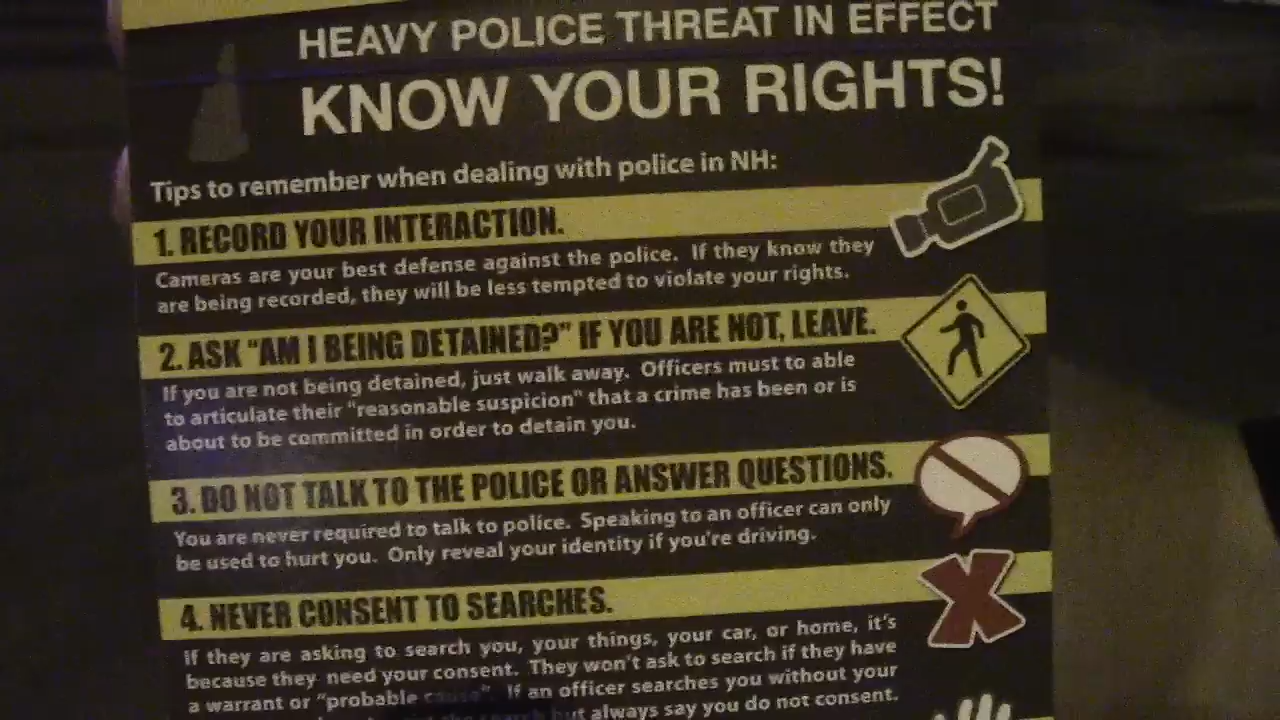 HEAVY POLICE THREAT IN EFFECT
KNOW YOUR RIGHTS!
Tips to remember when dealing with police in NH:
1. RECORD YOUR INTERACTION.
Cameras are your best defense against the police. If they know they
are being recorded, they will be less tempted to violate your rights.
2. ASK "AM I BEING DETAINED?" IF YOU ARE NOT, LEAVE.
If you are not being detained, just walk away. Officers must to able
to articulate their "reasonable suspicion" that a crime has been or is
about to be committed in order to detain you.
3. DO NOT TALK TO THE POLICE OR ANSWER QUESTIONS.
You are never required to talk to police. Speaking to an officer can only
be used to hurt you. Only reveal your identity if you're driving.
4. NEVER CONSENT TO SEARCHES.
If they are asking to search you, your things, your car, or home, it's
because they need your consent. They won't ask to search if they have
a warrant or "probable cause". If an officer searches you without your
the search but always say you do not consent.